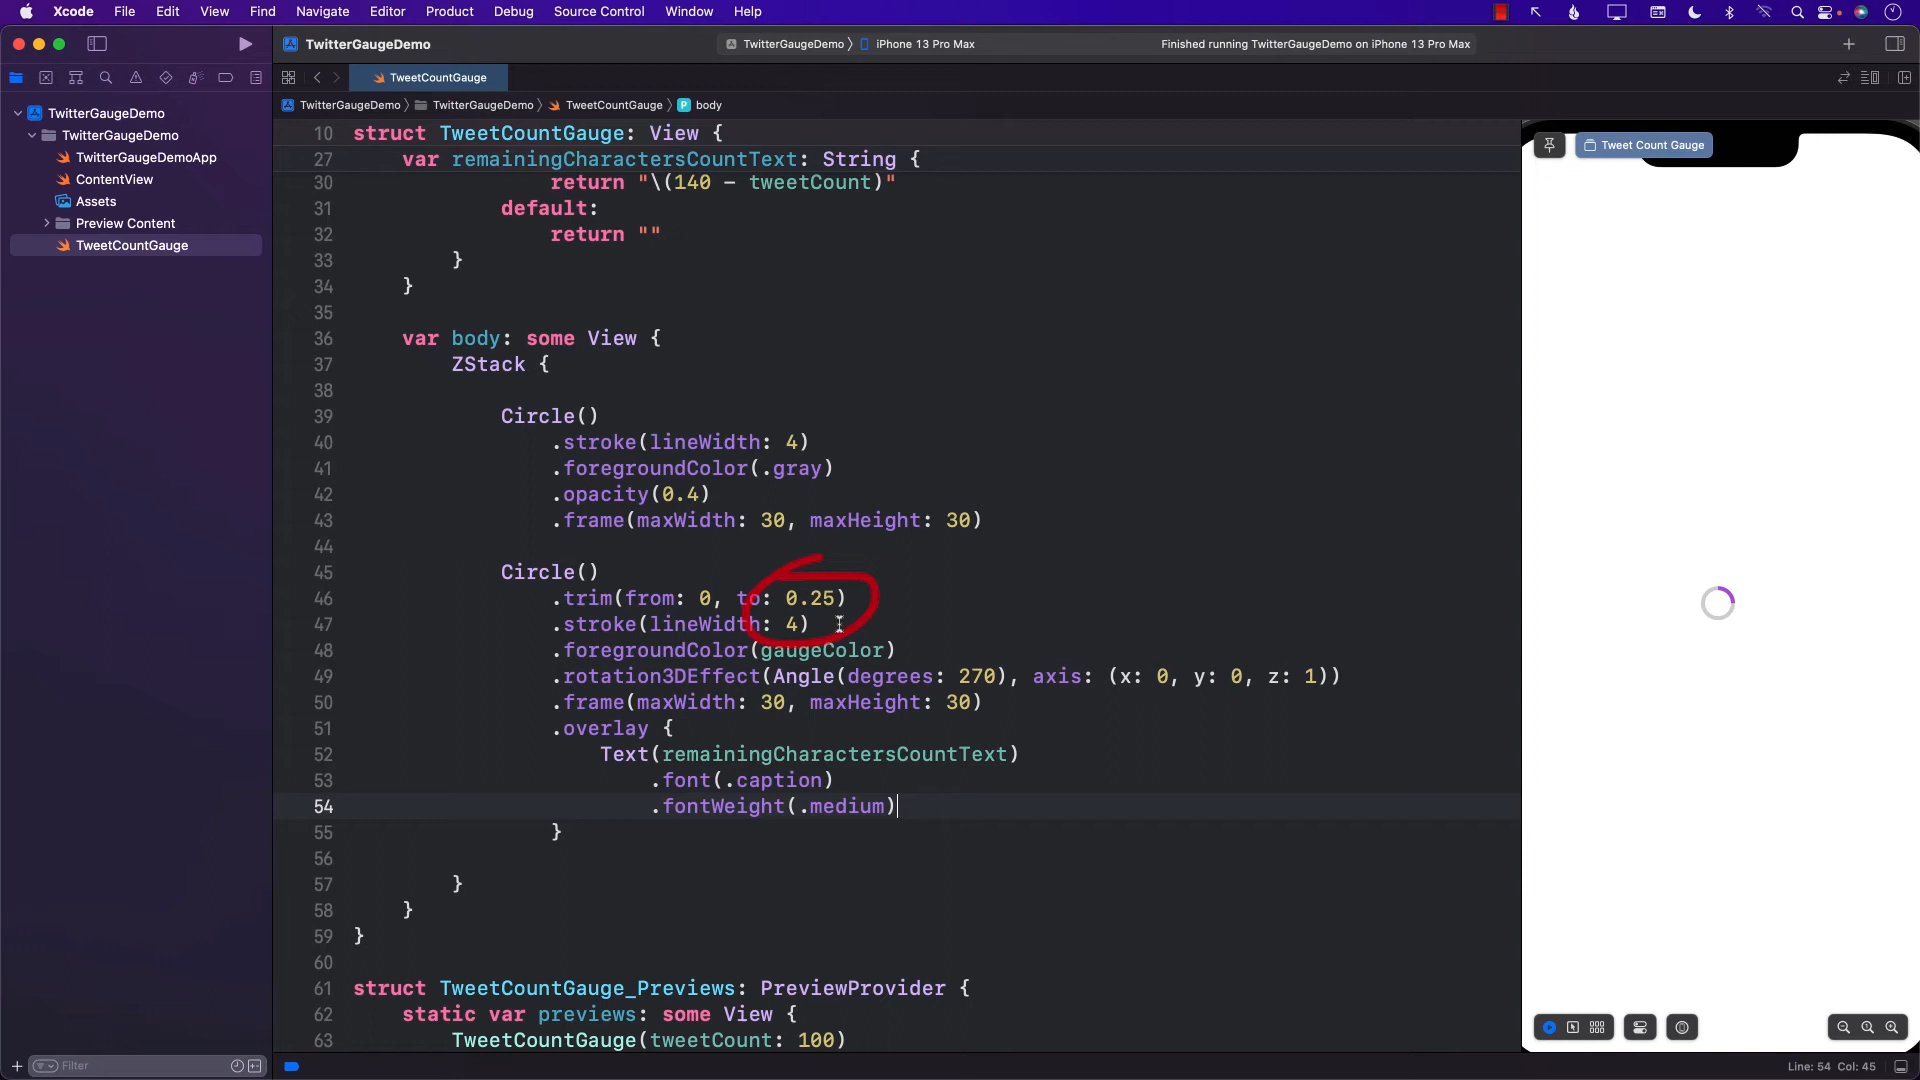 Xcode File Edit View Find Navigate Editor Product Debug Source Control Window Help
TwitterGaugeDemo
TwitterGaugeDemo iPhone 13 Pro Max
Finished running TwitterGaugeDemo on iPhone 13 Pro Max
TweetCountGauge
TwitterGaugeDemo TwitterGaugeDemo TweetCountGauge body
TwitterGaugeDemo
TwitterGaugeDemo
TwitterGaugeDemoApp
ContentView
Assets
Preview Content
TweetCountGauge
10 struct TweetCountGauge: View {
27 var remainingCharactersCountText: String {
30 return "\(140 - tweetCount)"
31 default:
32 return ""
33 }
34 }
35
36 var body: some View {
37 ZStack {
38
39 Circle()
40 .stroke(lineWidth: 4)
41 .foregroundColor(.gray)
42 .opacity(0.4)
43 .frame(maxWidth: 30, maxHeight: 30)
44
45 Circle()
46 .trim(from: 0, to: 0.25)
47 .stroke(lineWidth: 4)
48 .foregroundColor(gaugeColor)
49 .rotation3DEffect(Angle(degrees: 270), axis: (x: 0, y: 0, z: 1))
50 .frame(maxWidth: 30, maxHeight: 30)
51 .overlay {
52 Text(remainingCharactersCountText)
53 .font(.caption)
54 .fontWeight(.medium)
55 }
56
57 }
58 }
59 }
60
61 struct TweetCountGauge_Previews: PreviewProvider {
62 static var previews: some View {
63 TweetCountGauge(tweetCount: 100)
Tweet Count Gauge
Filter
Line: 54 Col: 45